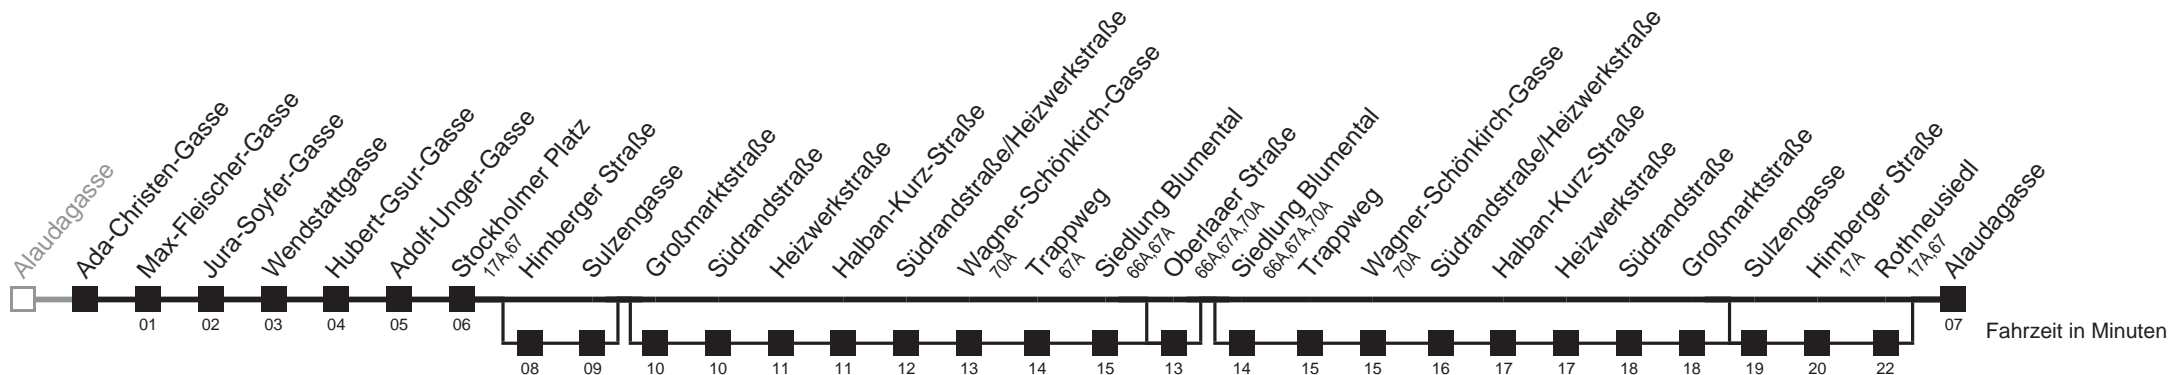 Alaudagasse
Ada-Christen-Gasse
Max-Fleischer-Gasse
Jura-Soyfer-Gasse
Wendstattgasse
Hubert-Gsur-Gasse
Adolf-Unger-Gasse
Stockholmer Platz
17A,67
Himberger Straße
Sulzengasse
Großmarktstraße
Südrandstraße
Heizwerkstraße
Halban-Kurz-Straße
Südrandstraße/Heizwerkstraße
Wagner-Schönkirch-Gasse
70A
Trappweg
67A
Siedlung Blumental
66A,67A
Oberlaaer Straße
66A,67A,70A
Siedlung Blumental
66A,67A,70A
Trappweg
Wagner-Schönkirch-Gasse
70A
Südrandstraße/Heizwerkstraße
Halban-Kurz-Straße
Heizwerkstraße
Südrandstraße
Großmarktstraße
Sulzengasse
Himberger Straße
17A
Rothneusiedl
17A,67
Alaudagasse
01 02 03 04 05 06 07
Fahrzeit in Minuten
08 09 10 10 11 11 12 13 14 15 13 14 15 15 16 17 17 18 18 19 20 22